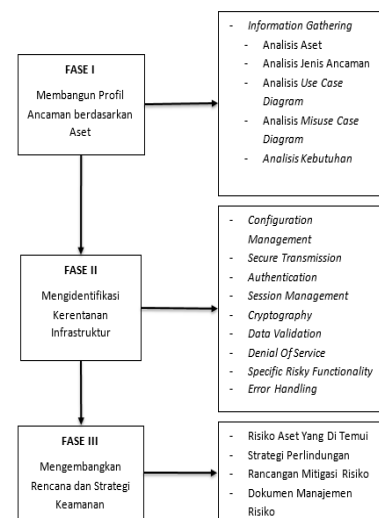 FASE I
Membangun Profil
Ancaman berdasarkan
Aset
- Information Gathering
- Analisis Aset
- Analisis Jenis Ancaman
- Analisis Use Case
Diagram
- Analisis Misuse Case
Diagram
- Analisis Kebutuhan
FASE II
Mengidentifikasi
Kerentanan
Infrastruktur
- Configuration
Management
- Secure Transmission
- Authentication
- Session Management
- Cryptography
- Data Validation
- Denial Of Service
- Specific Risky Functionality
- Error Handling
FASE III
Mengembangkan
Rencana dan Strategi
Keamanan
- Risiko Aset Yang Di Temui
- Strategi Perlindungan
- Rancangan Mitigasi Risiko
- Dokumen Manajemen
Risiko